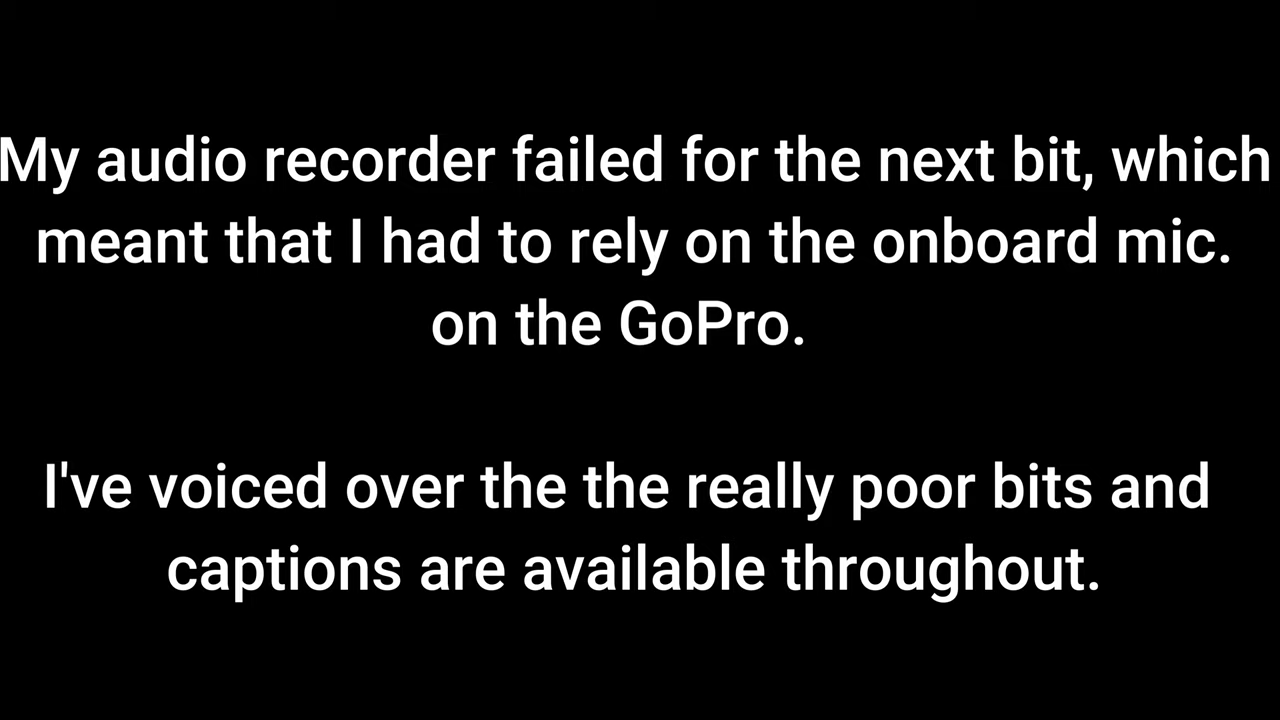 My audio recorder failed for the next bit, which
meant that I had to rely on the onboard mic.
on the GoPro.
I've voiced over the the really poor bits and
captions are available throughout.